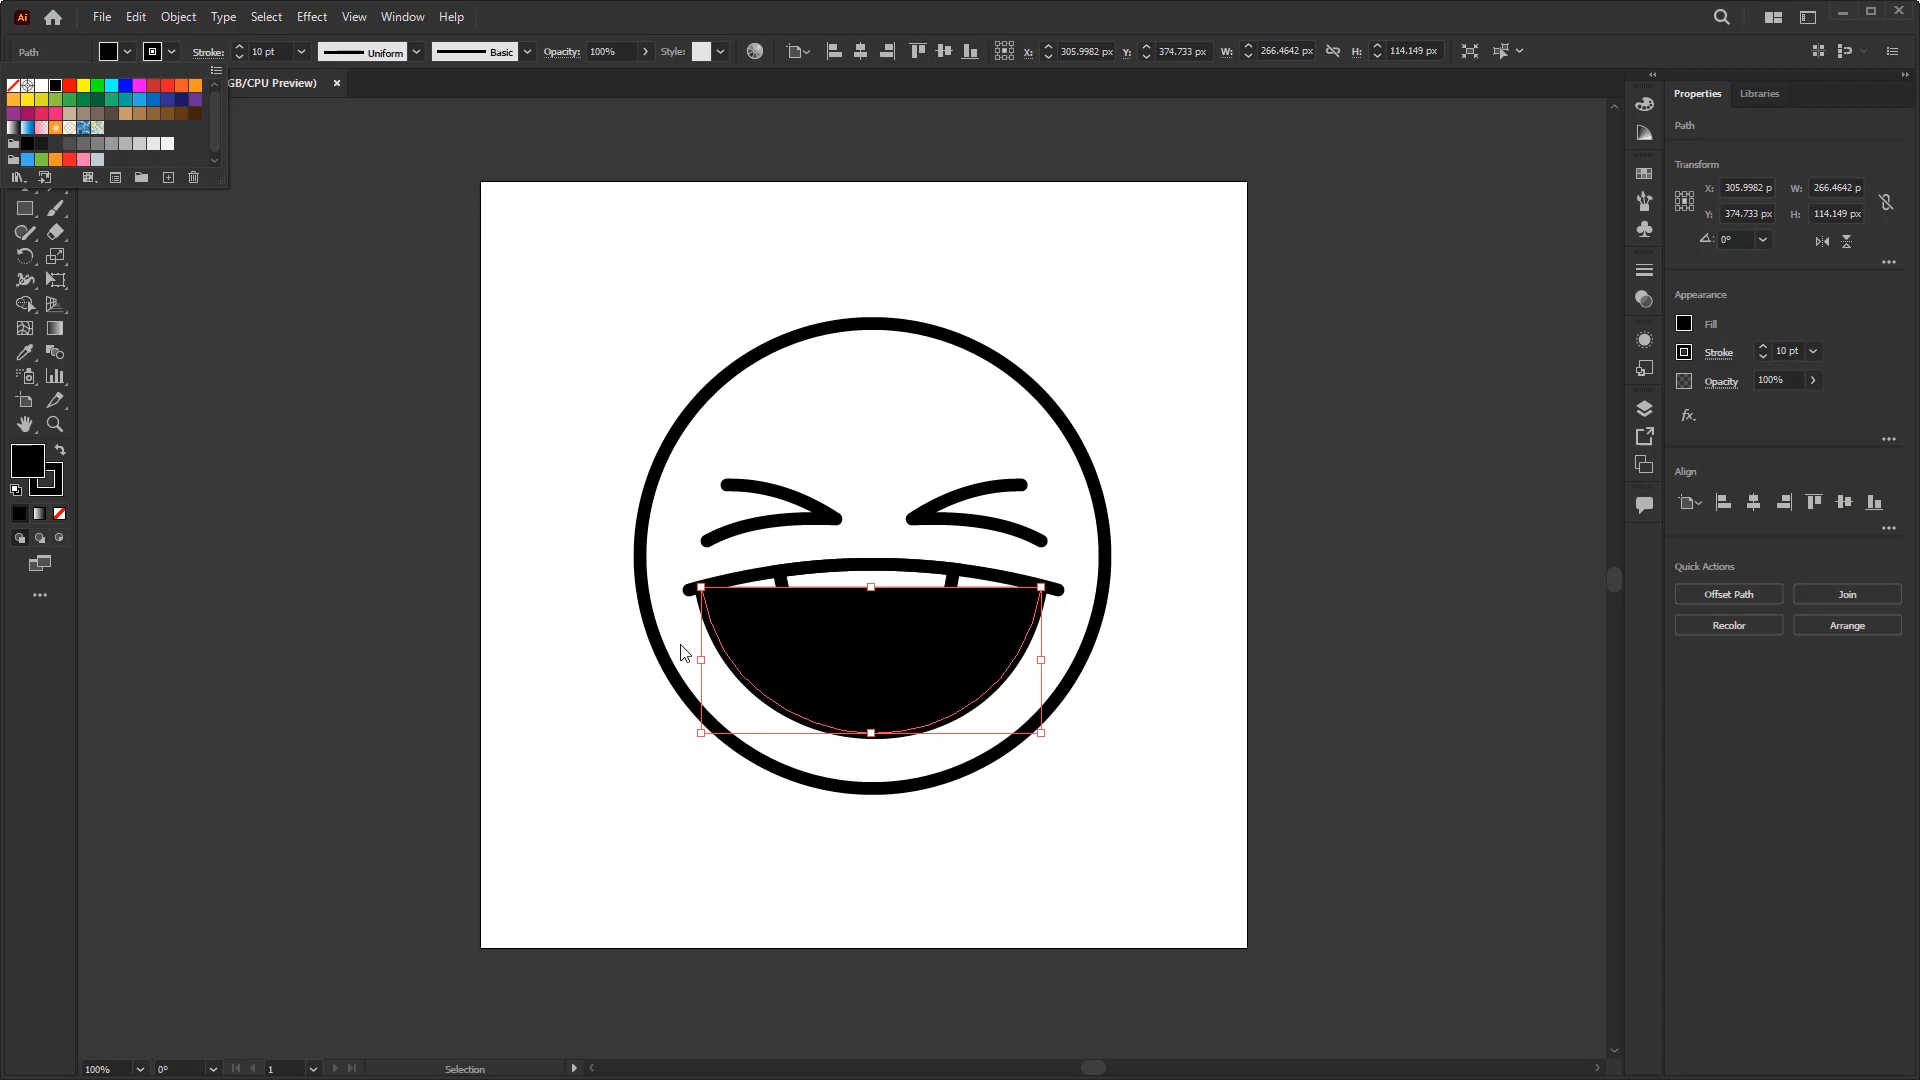 Ai File Edit Object Type Select Effect View Window Help
Path Stroke: 10 pt Uniform Basic Opacity: 100% Style: X: 305.9982 px Y: 374.733 px W: 266.4642 px H: 114.149 px
GB/CPU Preview) ×
Properties Libraries
Path
Transform
X: 305.9982 p W: 266.4642 p
Y: 374.733 px H: 114.149 px
0°
Appearance
Fill
Stroke 10 pt
Opacity 100%
fx.
Align
Quick Actions
Offset Path Join
Recolor Arrange
100% 0° 1 Selection